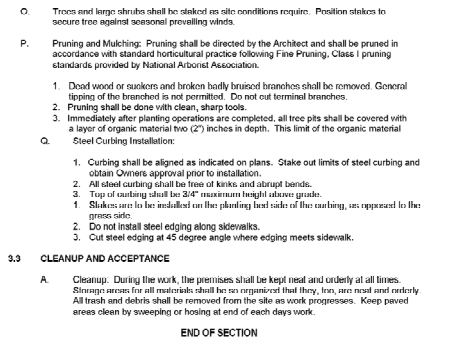 O. Trees and large shrubs shall be staked as site conditions require. Position stakes to
secure tree against seasonal prevailing winds.
P. Pruning and Mulching: Pruning shall be directed by the Architect and shall be pruned in
accordance with standard horticultural practice following Fine Pruning, Class I pruning
standards provided by National Arborist Association.
1. Dead wood or suckers and broken badly bruised branches shall be removed. General
tipping of the branches is not permitted. Do not cut terminal branches.
2. Pruning shall be done with clean, sharp tools.
3. Immediately after planting operations are completed, all tree pits shall be covered with
a layer of organic material two (2") inches in depth. This limit of the organic material
Q. Steel Curbing Installation:
1. Curbing shall be aligned as indicated on plans. Stake out limits of steel curbing and
obtain Owners approval prior to installation.
2. All steel curbing shall be free of kinks and abrupt bends.
3. Top of curbing shall be 3/4" maximum height above grade.
1. Stakes are to be installed on the planting bed side of the curbing, as opposed to the
grass side.
2. Do not install steel edging along sidewalks.
3. Cut steel edging at 45 degree angle where edging meets sidewalk.
3.3 CLEANUP AND ACCEPTANCE
A. Cleanup: During the work, the premises shall be kept neat and orderly at all times.
Storage areas for all materials shall be so organized that they, too, are neat and orderly.
All trash and debris shall be removed from the site as work progresses. Keep paved
areas clean by sweeping or hosing at end of each days work.
END OF SECTION